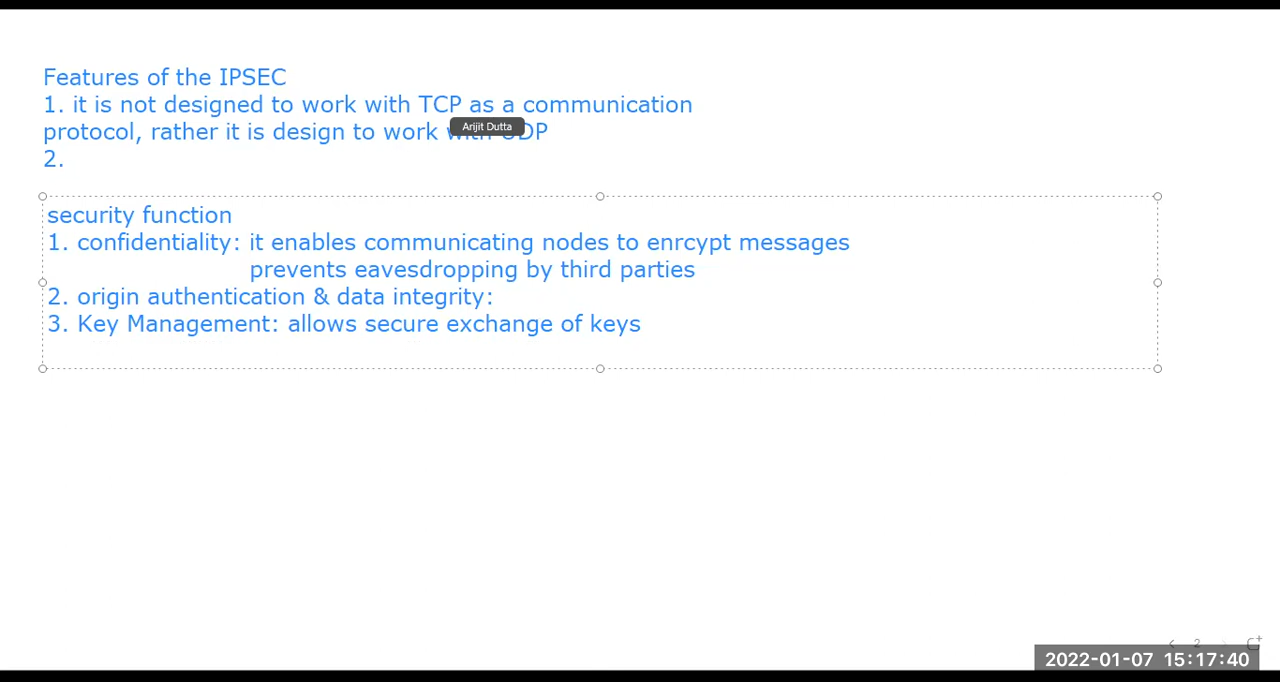 Features of the IPSEC
1. it is not designed to work with TCP as a communication
protocol, rather it is design to work with UDP
Arijit Dutta
2.
security function
1. confidentiality: it enables communicating nodes to enrcypt messages
prevents eavesdropping by third parties
2. origin authentication & data integrity:
3. Key Management: allows secure exchange of keys
2
2022-01-07 15:17:40